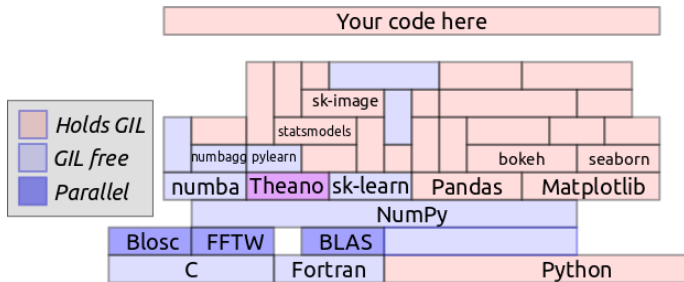 Your code here
Holds GIL
GIL free
Parallel
sk-image
statsmodels
numbagg pylearn bokeh seaborn
numba Theano sk-learn Pandas Matplotlib
NumPy
Blosc FFTW BLAS
C Fortran Python